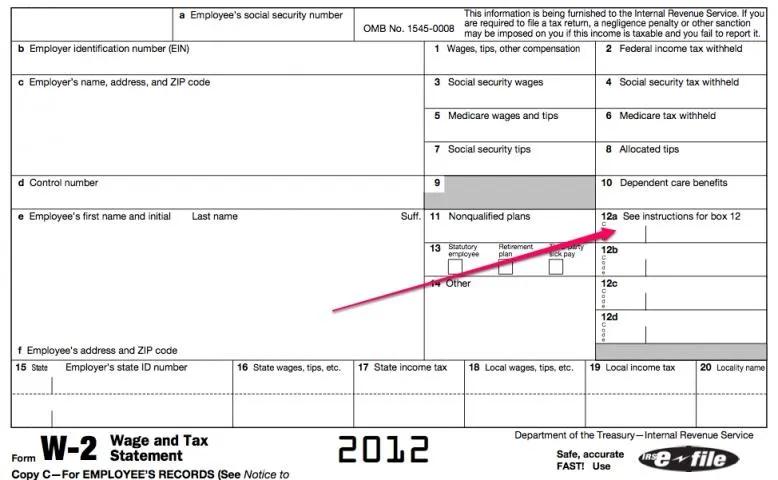 a Employee's social security number
OMB No. 1545-0008
This information is being furnished to the Internal Revenue Service. If you
are required to file a tax return, a negligence penalty or other sanction
may be imposed on you if this income is taxable and you fail to report it.
b Employer identification number (EIN)
1 Wages, tips, other compensation
2 Federal income tax withheld
c Employer's name, address, and ZIP code
3 Social security wages
4 Social security tax withheld
5 Medicare wages and tips
6 Medicare tax withheld
7 Social security tips
8 Allocated tips
d Control number
9
10 Dependent care benefits
e Employee's first name and initial Last name Suff.
11 Nonqualified plans
12a See instructions for box 12
Code
13 Statutory employee Retirement plan Third-party sick pay
12b
Code
14 Other
12c
Code
12d
Code
f Employee's address and ZIP code
15 State Employer's state ID number
16 State wages, tips, etc.
17 State income tax
18 Local wages, tips, etc.
19 Local income tax
20 Locality name
Form W-2 Wage and Tax
Statement
2012
Department of the Treasury—Internal Revenue Service
Safe, accurate
FAST! Use
IRS e-file
Copy C—For EMPLOYEE'S RECORDS (See Notice to